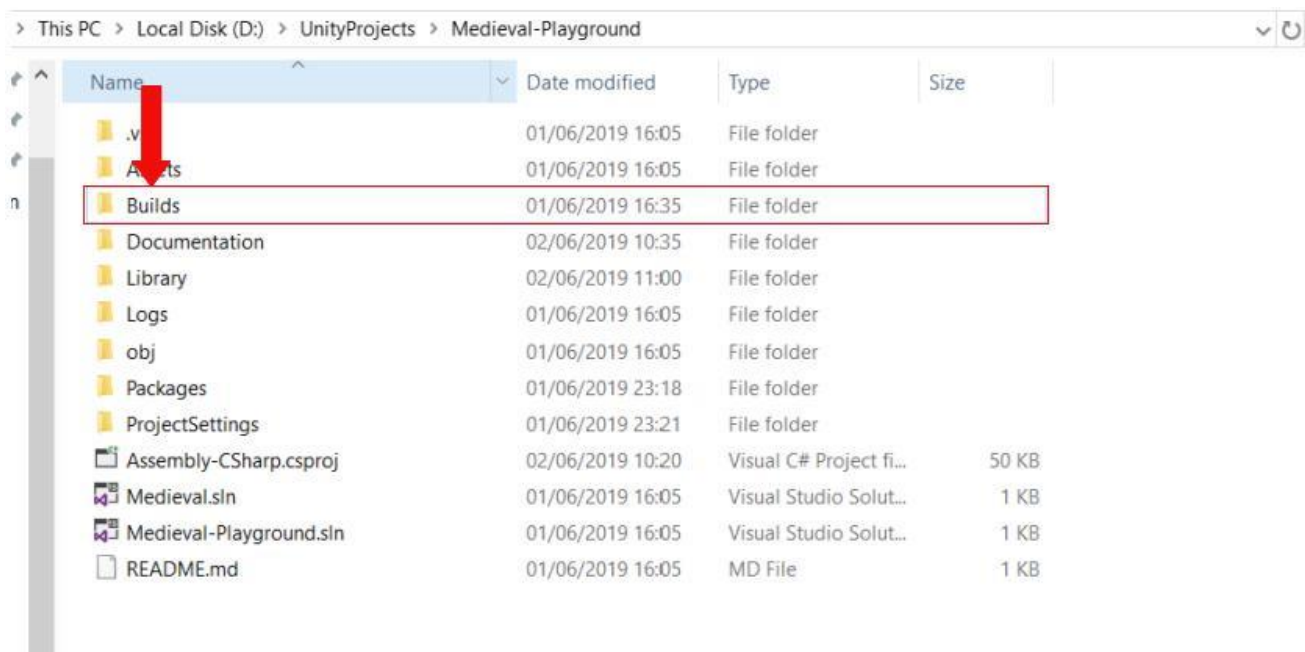 > This PC > Local Disk (D:) > UnityProjects > Medieval-Playground
Name Date modified Type Size
01/06/2019 16:05 File folder
01/06/2019 16:05 File folder
Builds 01/06/2019 16:35 File folder
Documentation 02/06/2019 10:35 File folder
Library 02/06/2019 11:00 File folder
Logs 01/06/2019 16:05 File folder
obj 01/06/2019 16:05 File folder
Packages 01/06/2019 23:18 File folder
ProjectSettings 01/06/2019 23:21 File folder
Assembly-CSharp.csproj 02/06/2019 10:20 Visual C# Project fi... 50 KB
Medieval.sln 01/06/2019 16:05 Visual Studio Solut... 1 KB
Medieval-Playground.sln 01/06/2019 16:05 Visual Studio Solut... 1 KB
README.md 01/06/2019 16:05 MD File 1 KB